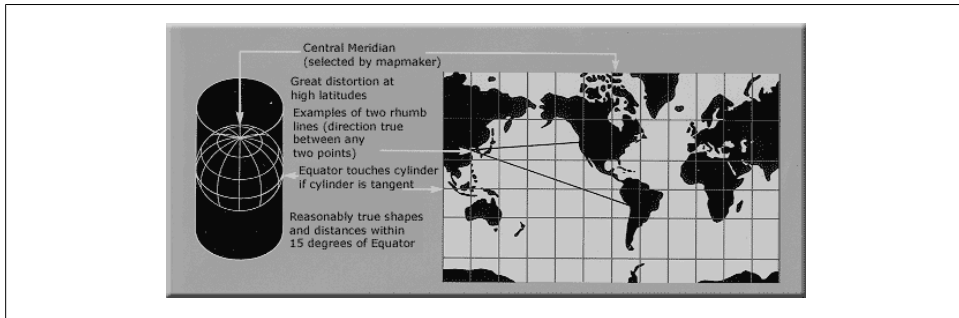 Central Meridian
(selected by mapmaker)
Great distortion at
high latitudes
Examples of two rhumb
lines (direction true
between any
two points)
Equator touches cylinder
if cylinder is tangent
Reasonably true shapes
and distances within
15 degrees of Equator